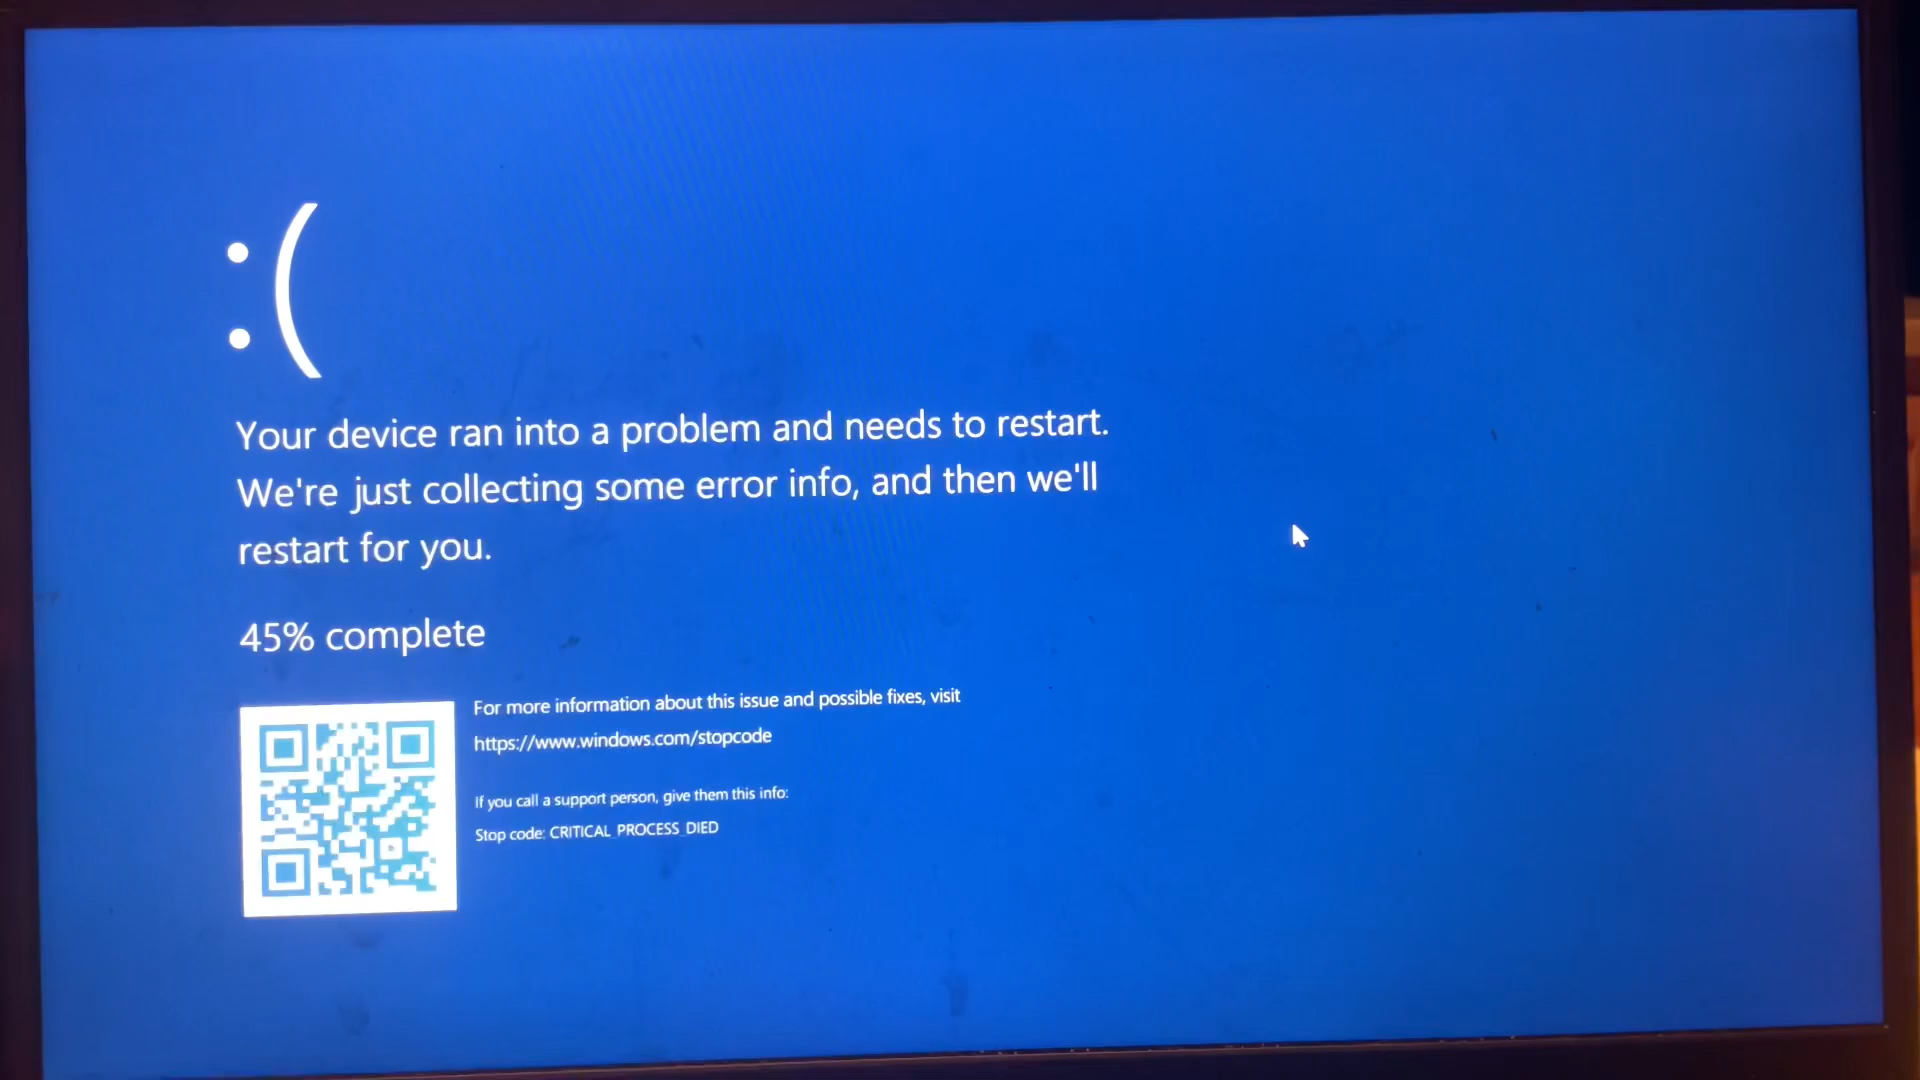 :(
Your device ran into a problem and needs to restart.
We're just collecting some error info, and then we'll
restart for you.
45% complete
For more information about this issue and possible fixes, visit
https://www.windows.com/stopcode
If you call a support person, give them this info:
Stop code: CRITICAL_PROCESS_DIED